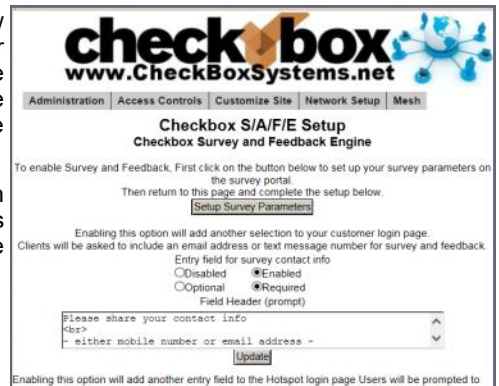 y
r
e
e
e
n
s
e
check box
www.CheckBoxSystems.net
Administration Access Controls Customize Site Network Setup Mesh
Checkbox S/A/F/E Setup
Checkbox Survey and Feedback Engine
To enable Survey and Feedback, First click on the button below to set up your survey parameters on
the survey portal.
Then return to this page and complete the setup below.
Setup Survey Parameters
Enabling this option will add another selection to your customer login page.
Clients will be asked to include an email address or text message number for survey and feedback.
Entry field for survey contact info
Disabled Enabled
Optional Required
Field Header (prompt)
Please share your contact info
<br>
- either mobile number or email address -
Update
Enabling this option will add another entry field to the Hotspot login page Users will be prompted to